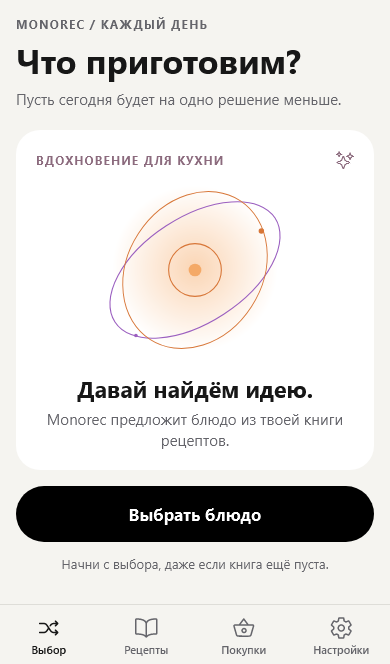 MONOREC / КАЖДЫЙ ДЕНЬ
Что приготовим?
Пусть сегодня будет на одно решение меньше.
ВДОХНОВЕНИЕ ДЛЯ КУХНИ
Давай найдём идею.
Monorec предложит блюдо из твоей книги
рецептов.
Выбрать блюдо
Начни с выбора, даже если книга ещё пуста.
Выбор
Рецепты
Покупки
Настройки